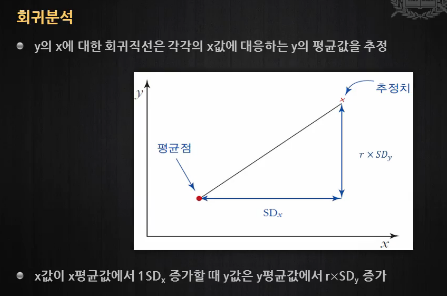 회귀분석
y의 x에 대한 회귀직선은 각각의 x값에 대응하는 y의 평균값을 추정
y
추정치
평균점
r × SDy
SDx
x
x값이 x평균값에서 1SDx 증가할 때 y값은 y평균값에서 r×SDy 증가